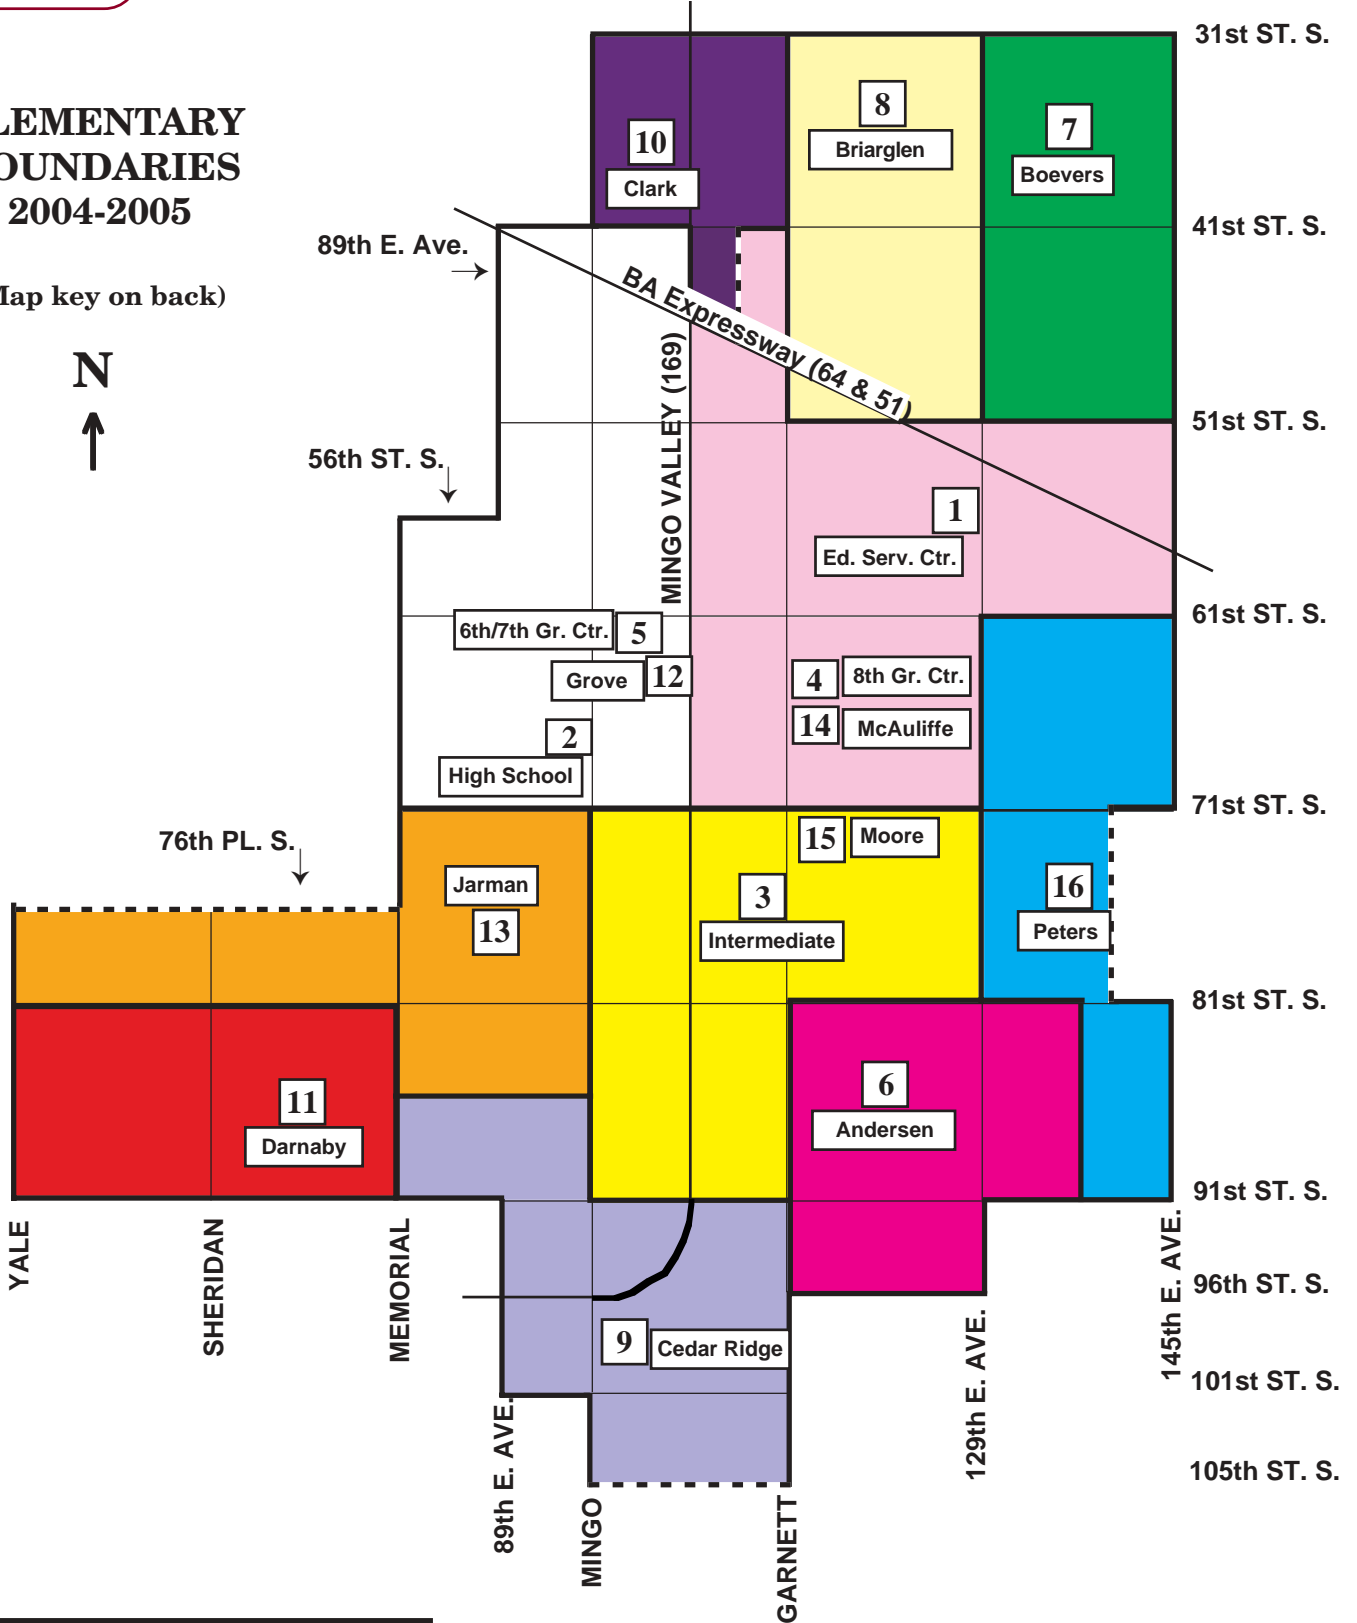 31st ST. S.
LEMENTARY
OUNDARIES
2004-2005
8
Briarglen
7
Boevers
10
Clark
41st ST. S.
89th E. Ave.
Map key on back)
BA Expressway (64 & 51)
N
MINGO VALLEY (169)
51st ST. S.
56th ST. S.
1
Ed. Serv. Ctr.
61st ST. S.
6th/7th Gr. Ctr.
5
Grove
12
4
8th Gr. Ctr.
14
McAuliffe
2
High School
71st ST. S.
76th PL. S.
15
Moore
Jarman
13
3
Intermediate
16
Peters
81st ST. S.
11
Darnaby
6
Andersen
91st ST. S.
YALE
SHERIDAN
MEMORIAL
145th E. AVE.
96th ST. S.
9
Cedar Ridge
129th E. AVE.
101st ST. S.
89th E. AVE.
105th ST. S.
MINGO
GARNETT